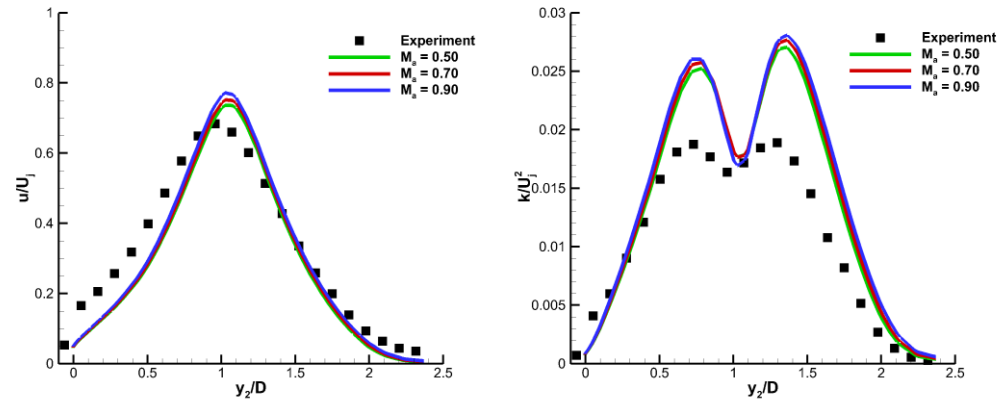 1
0.8
0.6
0.4
0.2
0
u/U_j
0
0.5
1
1.5
2
2.5
y_2/D
Experiment
M_a = 0.50
M_a = 0.70
M_a = 0.90
0.03
0.025
0.02
0.015
0.01
0.005
0
k/U_j^2
0
0.5
1
1.5
2
2.5
y_2/D
Experiment
M_a = 0.50
M_a = 0.70
M_a = 0.90